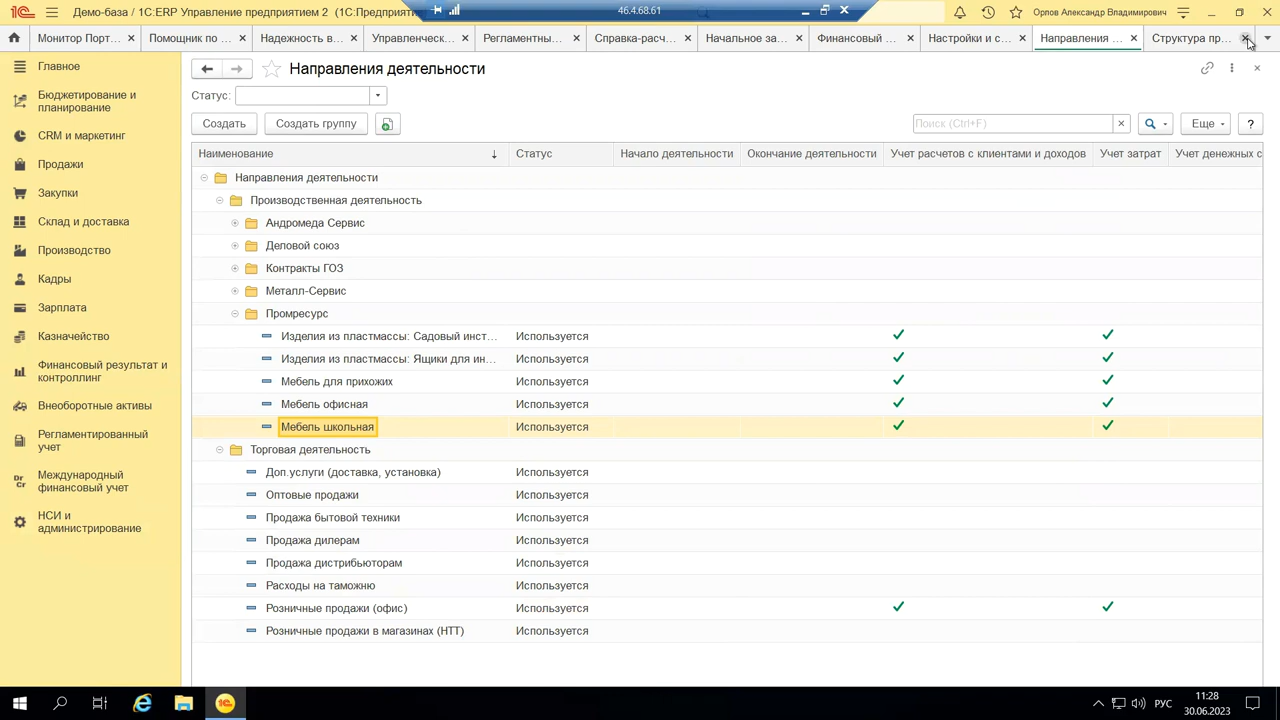 Демо-база / 1С:ERP Управление предприятием 2 (1С:Предприятие
46.4.68.61
Орлов Александр Владимирович
Монитор Порт...
Помощник по ...
Надежность в...
Управленческ...
Регламентны...
Справка-расч...
Начальное за...
Финансовый ...
Настройки и с...
Направления ...
Структура пр...
Главное
Бюджетирование и
планирование
CRM и маркетинг
Продажи
Закупки
Склад и доставка
Производство
Кадры
Зарплата
Казначейство
Финансовый результат и
контроллинг
Внеоборотные активы
Регламентированный
учет
Международный
финансовый учет
НСИ и
администрирование
Направления деятельности
Статус:
Создать
Создать группу
Поиск (Ctrl+F)
Еще
?
Наименование
Статус
Начало деятельности
Окончание деятельности
Учет расчетов с клиентами и доходов
Учет затрат
Учет денежных с
Направления деятельности
Производственная деятельность
Андромеда Сервис
Деловой союз
Контракты ГОЗ
Металл-Сервис
Промресурс
Изделия из пластмассы: Садовый инст... Используется
Изделия из пластмассы: Ящики для ин... Используется
Мебель для прихожих Используется
Мебель офисная Используется
Мебель школьная Используется
Торговая деятельность
Доп.услуги (доставка, установка) Используется
Оптовые продажи Используется
Продажа бытовой техники Используется
Продажа дилерам Используется
Продажа дистрибьюторам Используется
Расходы на таможню Используется
Розничные продажи (офис) Используется
Розничные продажи в магазинах (НТТ) Используется
РУС
11:28
30.06.2023